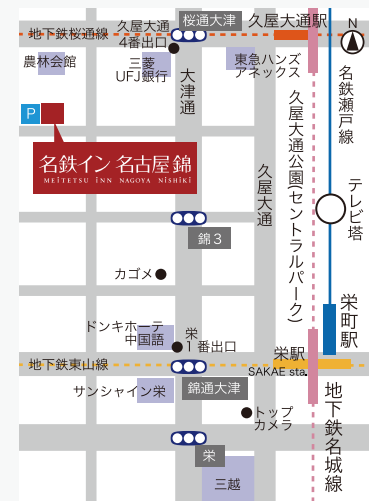 桜通大津
久屋大通駅
N
久屋大通
4番出口
地下鉄桜通線
農林会館
三菱
UFJ銀行
大津通
東急ハンズ
アネックス
名鉄瀬戸線
P
久屋大通公園(セントラルパーク)
名鉄イン 名古屋 錦
MEITETSU iNN NAGOYA NiSHiKi
久屋大通
テレビ塔
錦3
カゴメ
栄町駅
ドンキホーテ
中国語
栄
1番出口
栄駅
SAKAE sta.
地下鉄東山線
サンシャイン栄
錦通大津
地下鉄名城線
トップ
カメラ
栄
三越